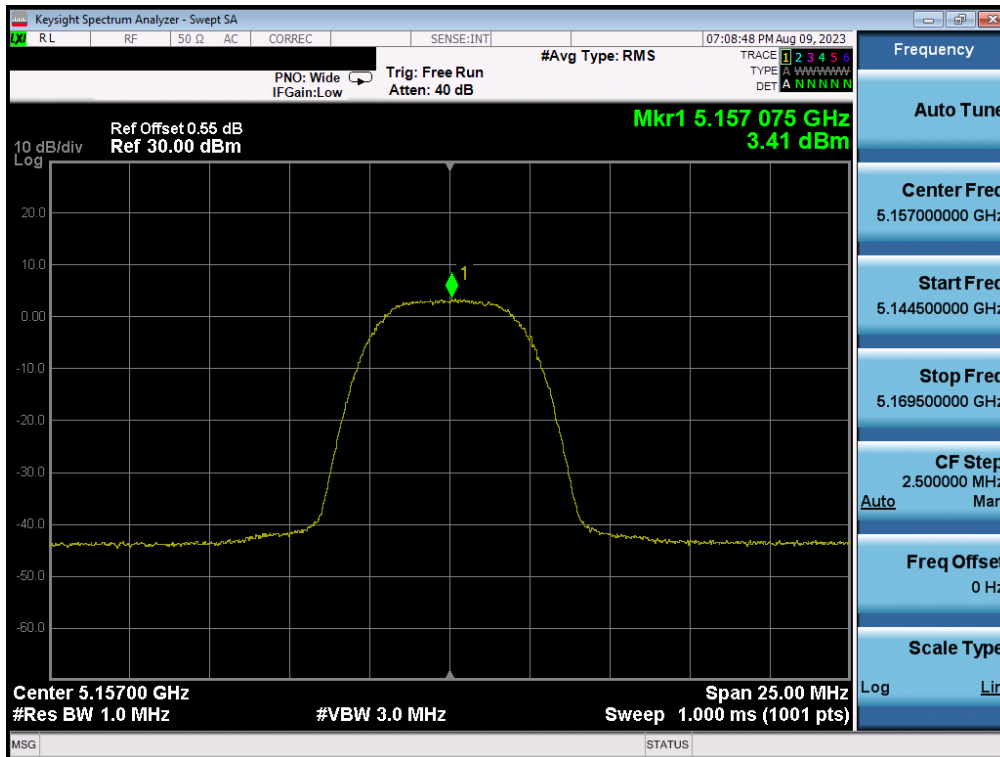 Keysight Spectrum Analyzer - Swept SA
LXI RL RF 50 Ω AC CORREC SENSE:INT 07:08:48 PM Aug 09, 2023
PNO: Wide
IFGain:Low
Trig: Free Run
Atten: 40 dB
#Avg Type: RMS
TRACE 1 2 3 4 5 6
TYPE A WWWWW
DET A N N N N N
Mkr1 5.157 075 GHz
3.41 dBm
Ref Offset 0.55 dB
10 dB/div Ref 30.00 dBm
Log
20.0
10.0
1
0.00
-10.0
-20.0
-30.0
-40.0
-50.0
-60.0
Center 5.15700 GHz Span 25.00 MHz
#Res BW 1.0 MHz #VBW 3.0 MHz Sweep 1.000 ms (1001 pts)
MSG STATUS
Frequency
Auto Tune
Center Freq
5.157000000 GHz
Start Freq
5.144500000 GHz
Stop Freq
5.169500000 GHz
CF Step
2.500000 MHz
Auto Man
Freq Offset
0 Hz
Scale Type
Log Lin